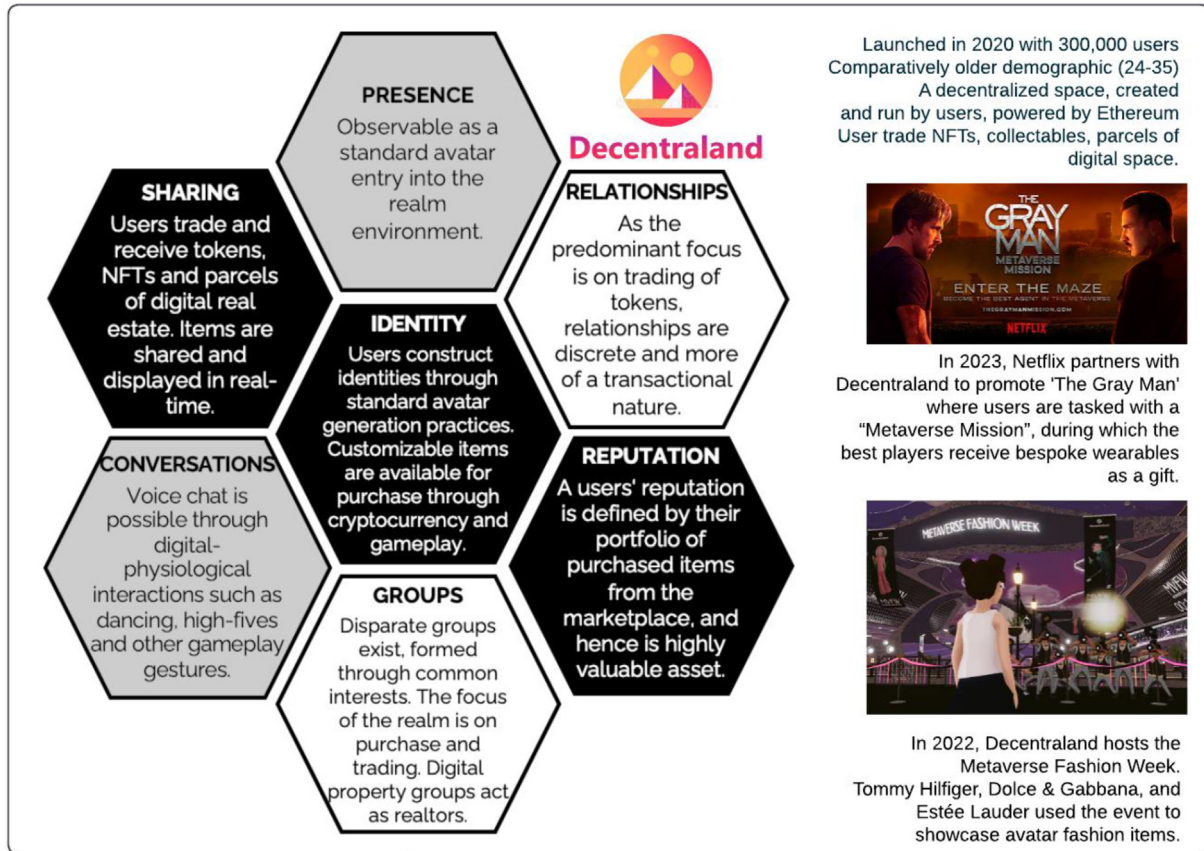 PRESENCE
Observable as a
standard avatar
entry into the
realm
environment.
Decentraland
SHARING
Users trade and
receive tokens,
NFTs and parcels
of digital real
estate. Items are
shared and
displayed in real-
time.
RELATIONSHIPS
As the
predominant focus
is on trading of
tokens,
relationships are
discrete and more
of a transactional
nature.
IDENTITY
Users construct
identities through
standard avatar
generation practices.
Customizable items
are available for
purchase through
cryptocurrency and
gameplay.
CONVERSATIONS
Voice chat is
possible through
digital-
physiological
interactions such as
dancing, high-fives
and other gameplay
gestures.
REPUTATION
A users' reputation
is defined by their
portfolio of
purchased items
from the
marketplace, and
hence is highly
valuable asset.
GROUPS
Disparate groups
exist, formed
through common
interests. The focus
of the realm is on
purchase and
trading. Digital
property groups act
as realtors.
Launched in 2020 with 300,000 users
Comparatively older demographic (24-35)
A decentralized space, created
and run by users, powered by Ethereum
User trade NFTs, collectables, parcels of
digital space.
THE
GRAY
MAN
METAVERSE
MISSION
ENTER THE MAZE
BECOME THE BEST AGENT IN THE METAVERSE
THEGRAYMANMISSION.COM
NETFLIX
In 2023, Netflix partners with
Decentraland to promote 'The Gray Man'
where users are tasked with a
“Metaverse Mission”, during which the
best players receive bespoke wearables
as a gift.
METAVERSE FASHION WEEK
MVFW
In 2022, Decentraland hosts the
Metaverse Fashion Week.
Tommy Hilfiger, Dolce & Gabbana, and
Estée Lauder used the event to
showcase avatar fashion items.